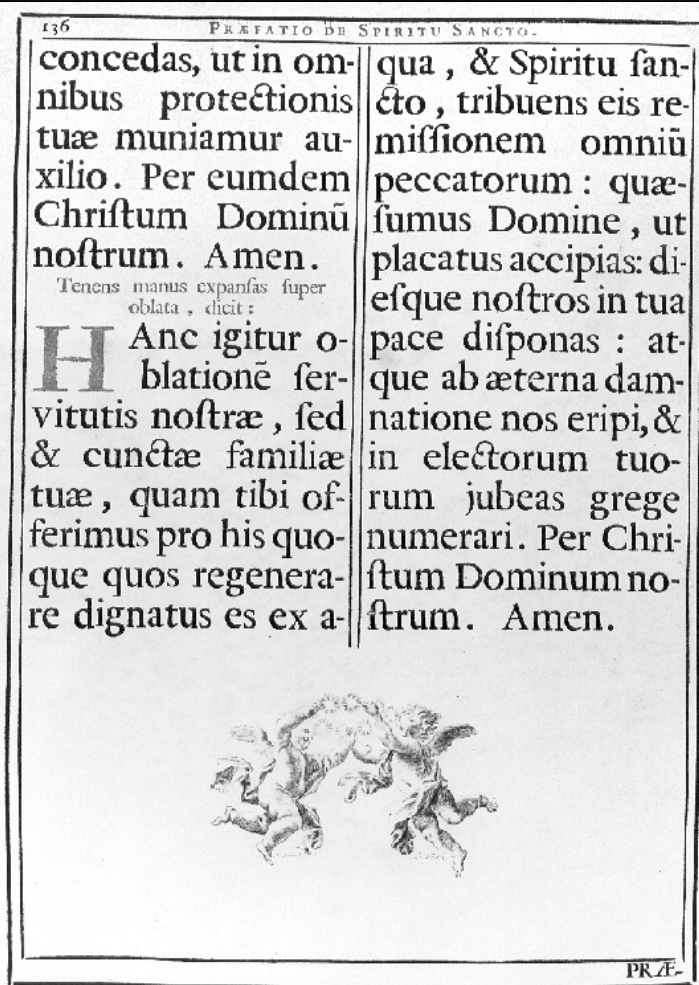 136
PRÆFATIO DE SPIRITU SANCTO.
concedas, ut in om-
nibus protectionis
tuæ muniamur au-
xilio. Per eumdem
Chriſtum Dominū
noſtrum. Amen.
Tenens manus expanſas ſuper
oblata, dicit:
HAnc igitur o-
blationē ſer-
vitutis noſtræ, ſed
& cunctæ familiæ
tuæ, quam tibi of-
ferimus pro his quo-
que quos regenera-
re dignatus es ex a-
qua, & Spiritu ſan-
cto, tribuens eis re-
miſſionem omniū
peccatorum: quæ-
ſumus Domine, ut
placatus accipias: di-
eſque noſtros in tua
pace diſponas: at-
que ab æterna dam-
natione nos eripi, &
in electorum tuo-
rum jubeas grege
numerari. Per Chri-
ſtum Dominum no-
ſtrum. Amen.
PRÆ-